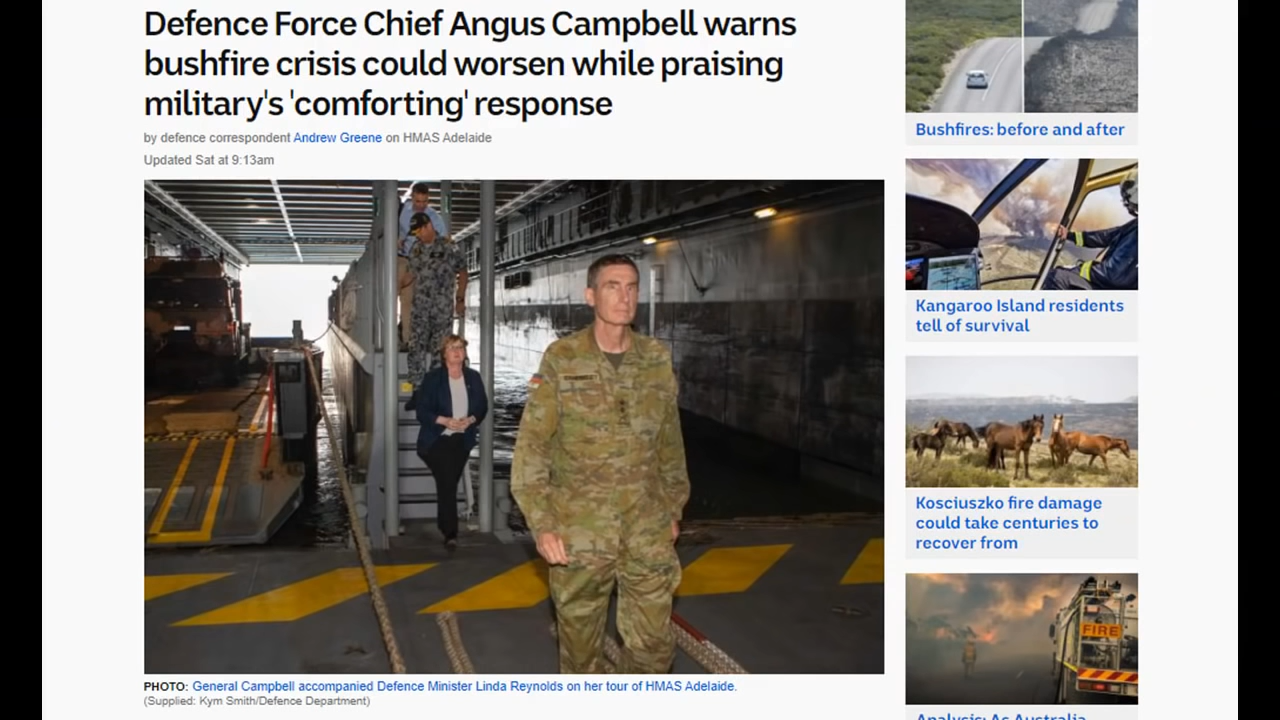 Defence Force Chief Angus Campbell warns
bushfire crisis could worsen while praising
military's 'comforting' response
by defence correspondent Andrew Greene on HMAS Adelaide
Updated Sat at 9:13am
PHOTO: General Campbell accompanied Defence Minister Linda Reynolds on her tour of HMAS Adelaide.
(Supplied: Kym Smith/Defence Department)
Bushfires: before and after
Kangaroo Island residents
tell of survival
Kosciuszko fire damage
could take centuries to
recover from
FIRE
Analysis: As Australia